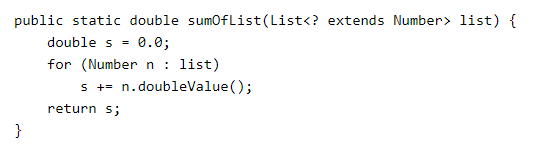 public static double sumOfList(List<? extends Number> list) {
    double s = 0.0;
    for (Number n : list)
        s += n.doubleValue();
    return s;
}